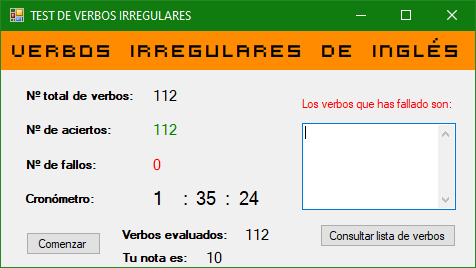 TEST DE VERBOS IRREGULARES
VERBOS IRREGULARES DE INGLÉS
Nº total de verbos: 112
Los verbos que has fallado son:
Nº de aciertos: 112
Nº de fallos: 0
Cronómetro: 1 : 35 : 24
Verbos evaluados: 112
Consultar lista de verbos
Comenzar
Tu nota es: 10